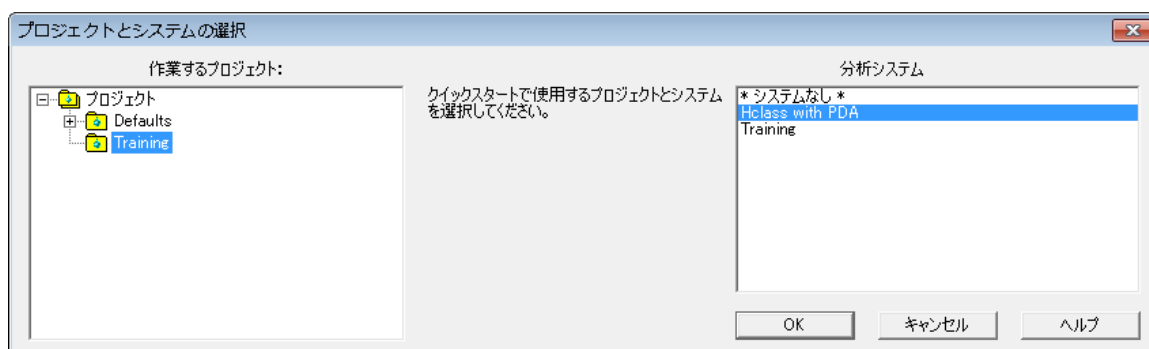 プロジェクトとシステムの選択
作業するプロジェクト:
プロジェクト
Defaults
Training
クイックスタートで使用するプロジェクトとシステム
を選択してください。
分析システム
* システムなし *
Hclass with PDA
Training
OK
キャンセル
ヘルプ